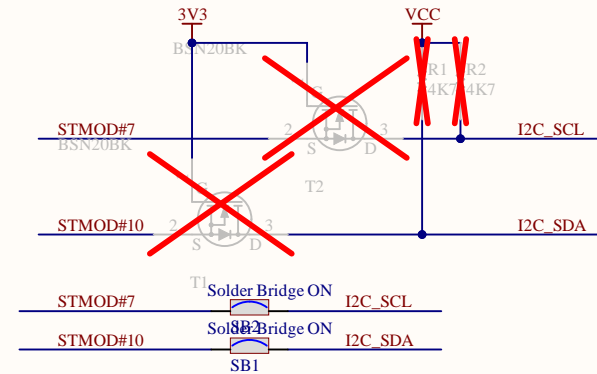 3V3
VCC
BSN20BK
R1
R2
4K7
4K7
STMOD#7
2
3
I2C_SCL
BSN20BK
S
D
T2
STMOD#10
2
3
I2C_SDA
S
D
T1
Solder Bridge ON
STMOD#7
I2C_SCL
SB2
Solder Bridge ON
STMOD#10
I2C_SDA
SB1